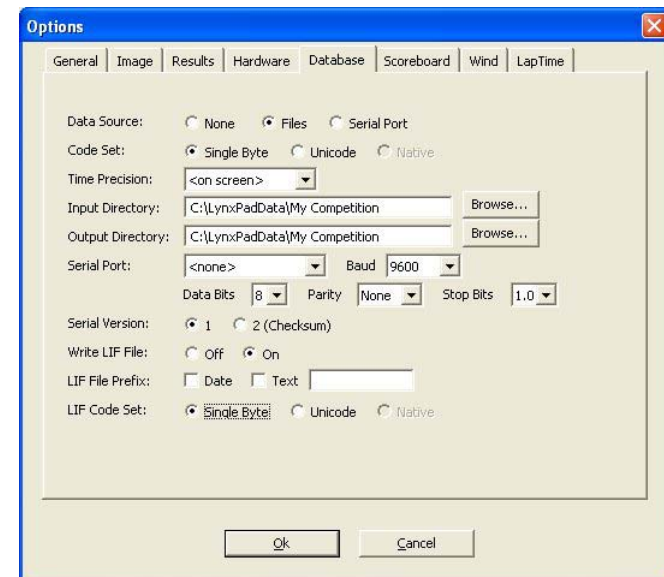 Options
General Image Results Hardware Database Scoreboard Wind LapTime
Data Source: None Files Serial Port
Code Set: Single Byte Unicode Native
Time Precision: <on screen>
Input Directory: C:\LynxPadData\My Competition Browse...
Output Directory: C:\LynxPadData\My Competition Browse...
Serial Port: <none> Baud 9600
Data Bits 8 Parity None Stop Bits 1.0
Serial Version: 1 2 (Checksum)
Write LIF File: Off On
LIF File Prefix: Date Text
LIF Code Set: Single Byte Unicode Native
Ok Cancel